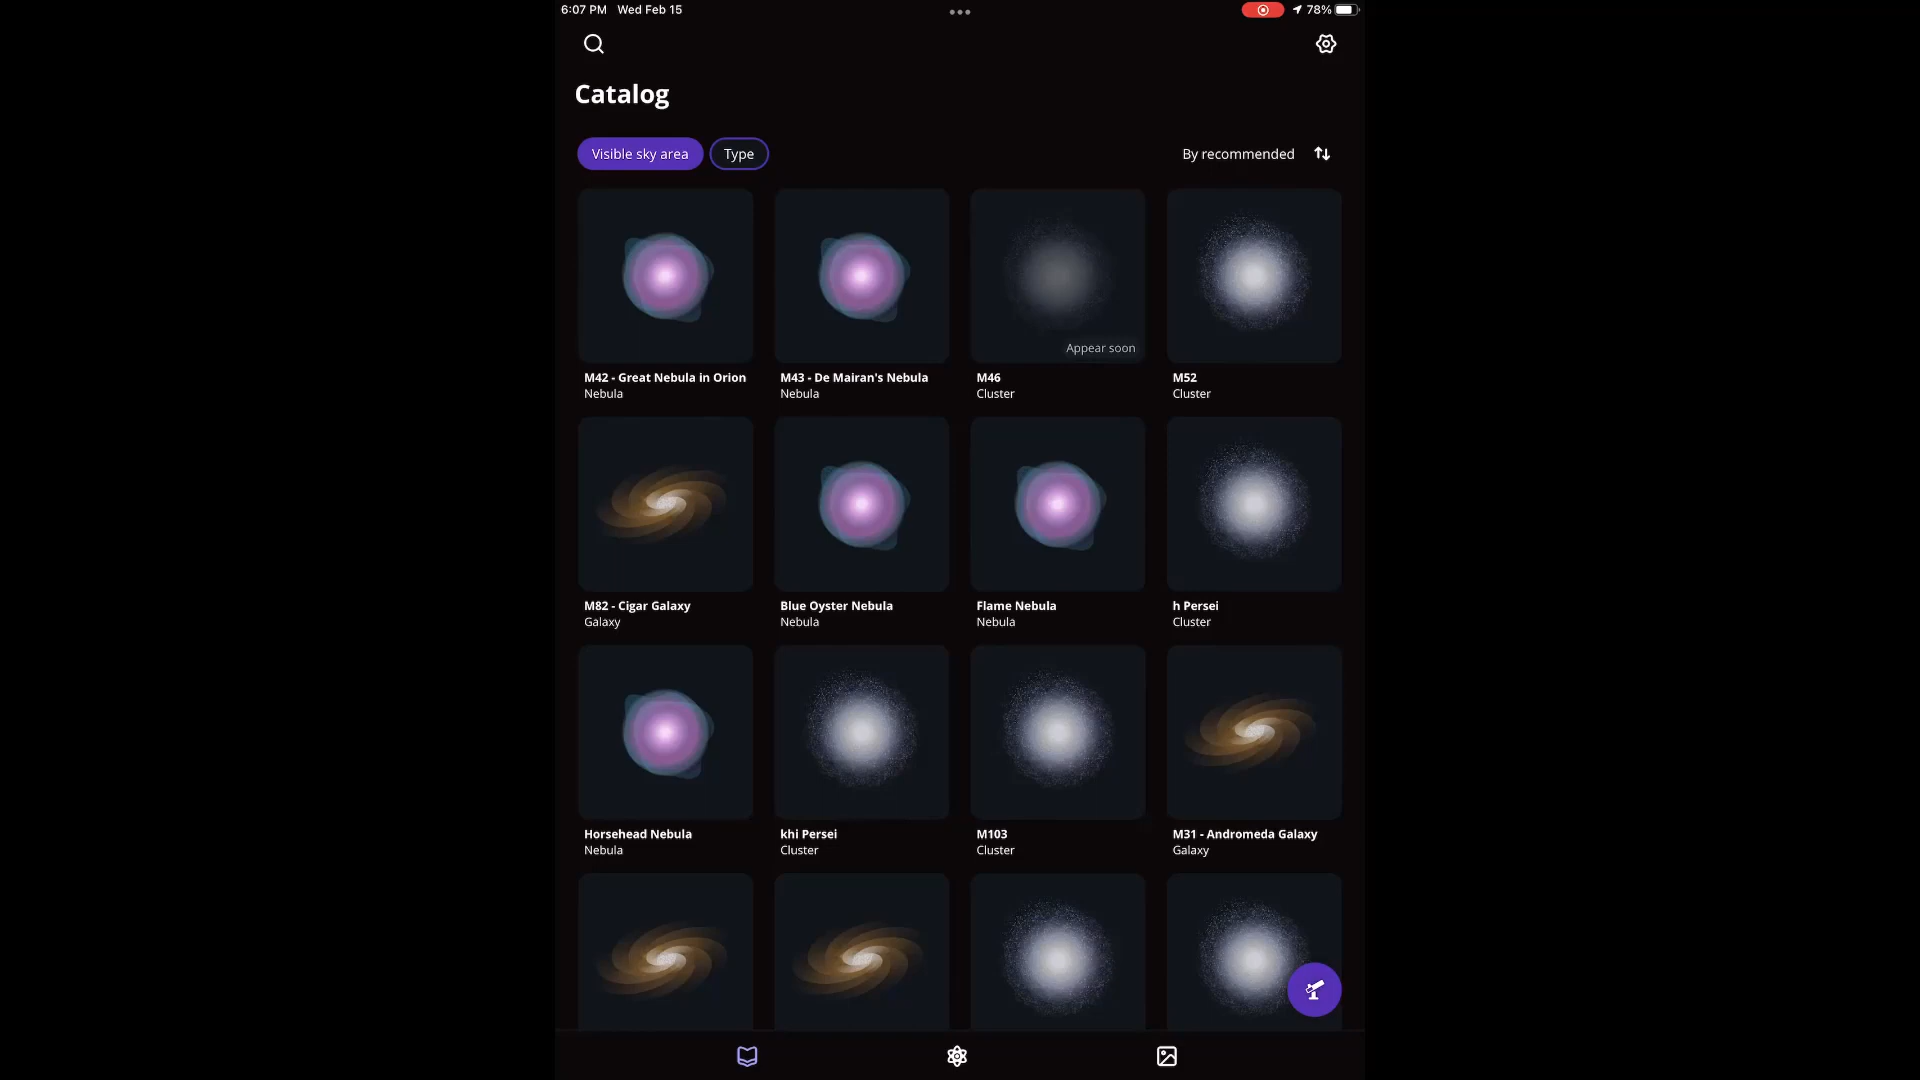 6:07 PM Wed Feb 15
78%
Catalog
Visible sky area
Type
By recommended
Appear soon
M42 - Great Nebula in Orion
Nebula
M43 - De Mairan's Nebula
Nebula
M46
Cluster
M52
Cluster
M82 - Cigar Galaxy
Galaxy
Blue Oyster Nebula
Nebula
Flame Nebula
Nebula
h Persei
Cluster
Horsehead Nebula
Nebula
khi Persei
Cluster
M103
Cluster
M31 - Andromeda Galaxy
Galaxy